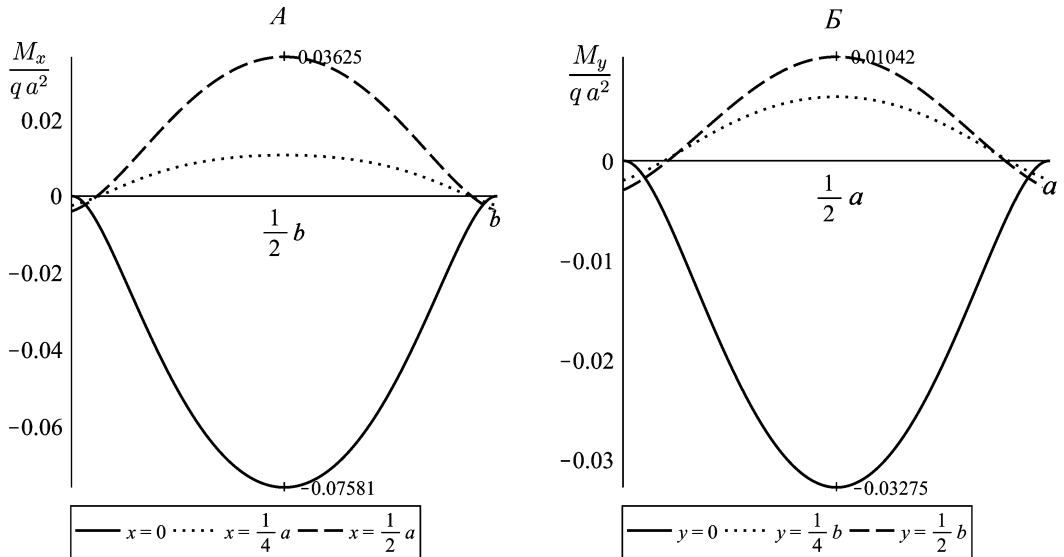 А
M_x / q a²
0.03625
0.02
0
1/2 b
b
−0.02
−0.04
−0.06
−0.07581
x = 0 x = 1/4 a x = 1/2 a
Б
M_y / q a²
0.01042
0
1/2 a
a
−0.01
−0.02
−0.03
−0.03275
y = 0 y = 1/4 b y = 1/2 b